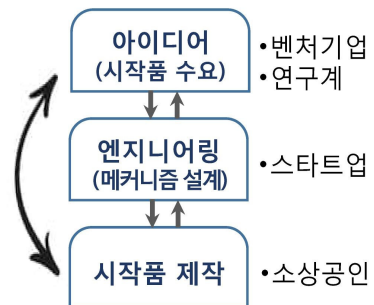 아이디어
(시작품 수요)
•벤처기업
•연구계
엔지니어링
(메커니즘 설계)
•스타트업
시작품 제작
•소상공인